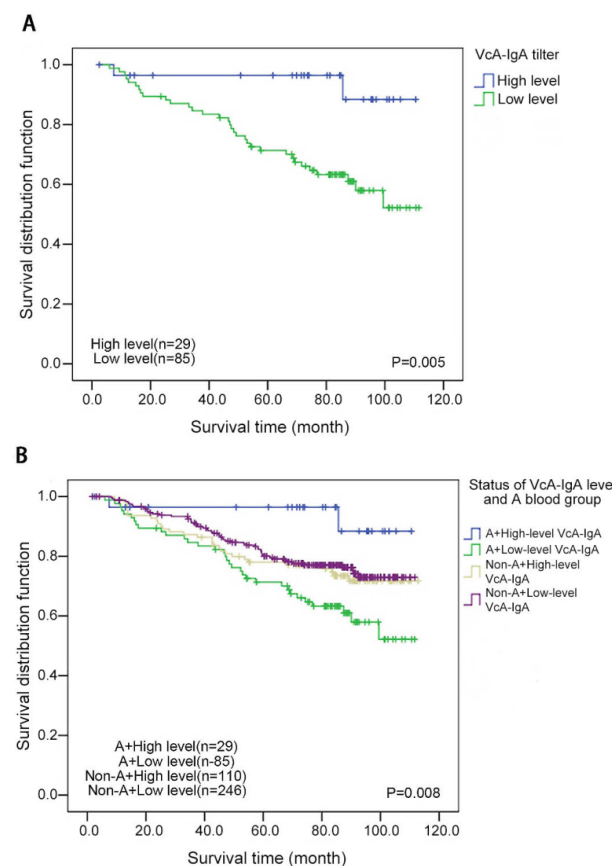 A
VcA-IgA tilter
High level
Low level
Survival distribution function
1.0
0.8
0.6
0.4
0.2
0.0
High level(n=29)
Low level(n=85)
P=0.005
0.0 20.0 40.0 60.0 80.0 100.0 120.0
Survival time (month)
B
Status of VcA-IgA level
and A blood group
A+High-level VcA-IgA
A+Low-level VcA-IgA
Non-A+High-level
VcA-IgA
Non-A+Low-level
VcA-IgA
Survival distribution function
1.0
0.8
0.6
0.4
0.2
0.0
A+High level(n=29)
A+Low level(n-85)
Non-A+High level(n=110)
Non-A+Low level(n=246)
P=0.008
0.0 20.0 40.0 60.0 80.0 100.0 120.0
Survival time (month)